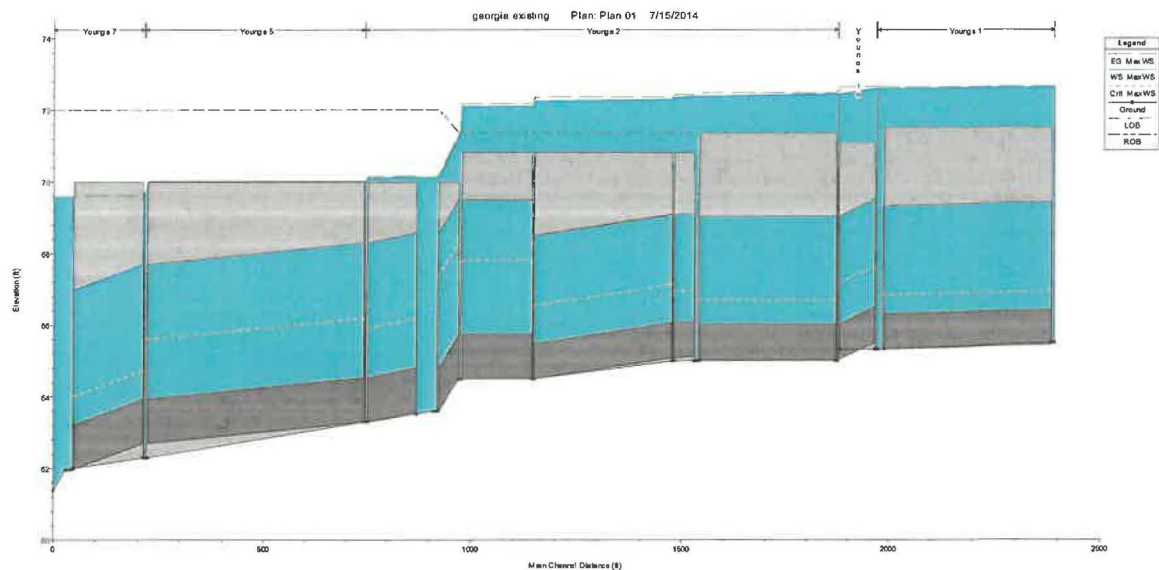 georgia existing Plan: Plan 01 7/15/2014
Youngs 7
Youngs 5
Youngs 2
Youngs 1
Legend
EG MaxWS
WS MaxWS
Crit MaxWS
Ground
LOB
ROB
Elevation (ft)
74
72
70
68
66
64
62
60
0
500
1000
1500
2000
2500
Main Channel Distance (ft)